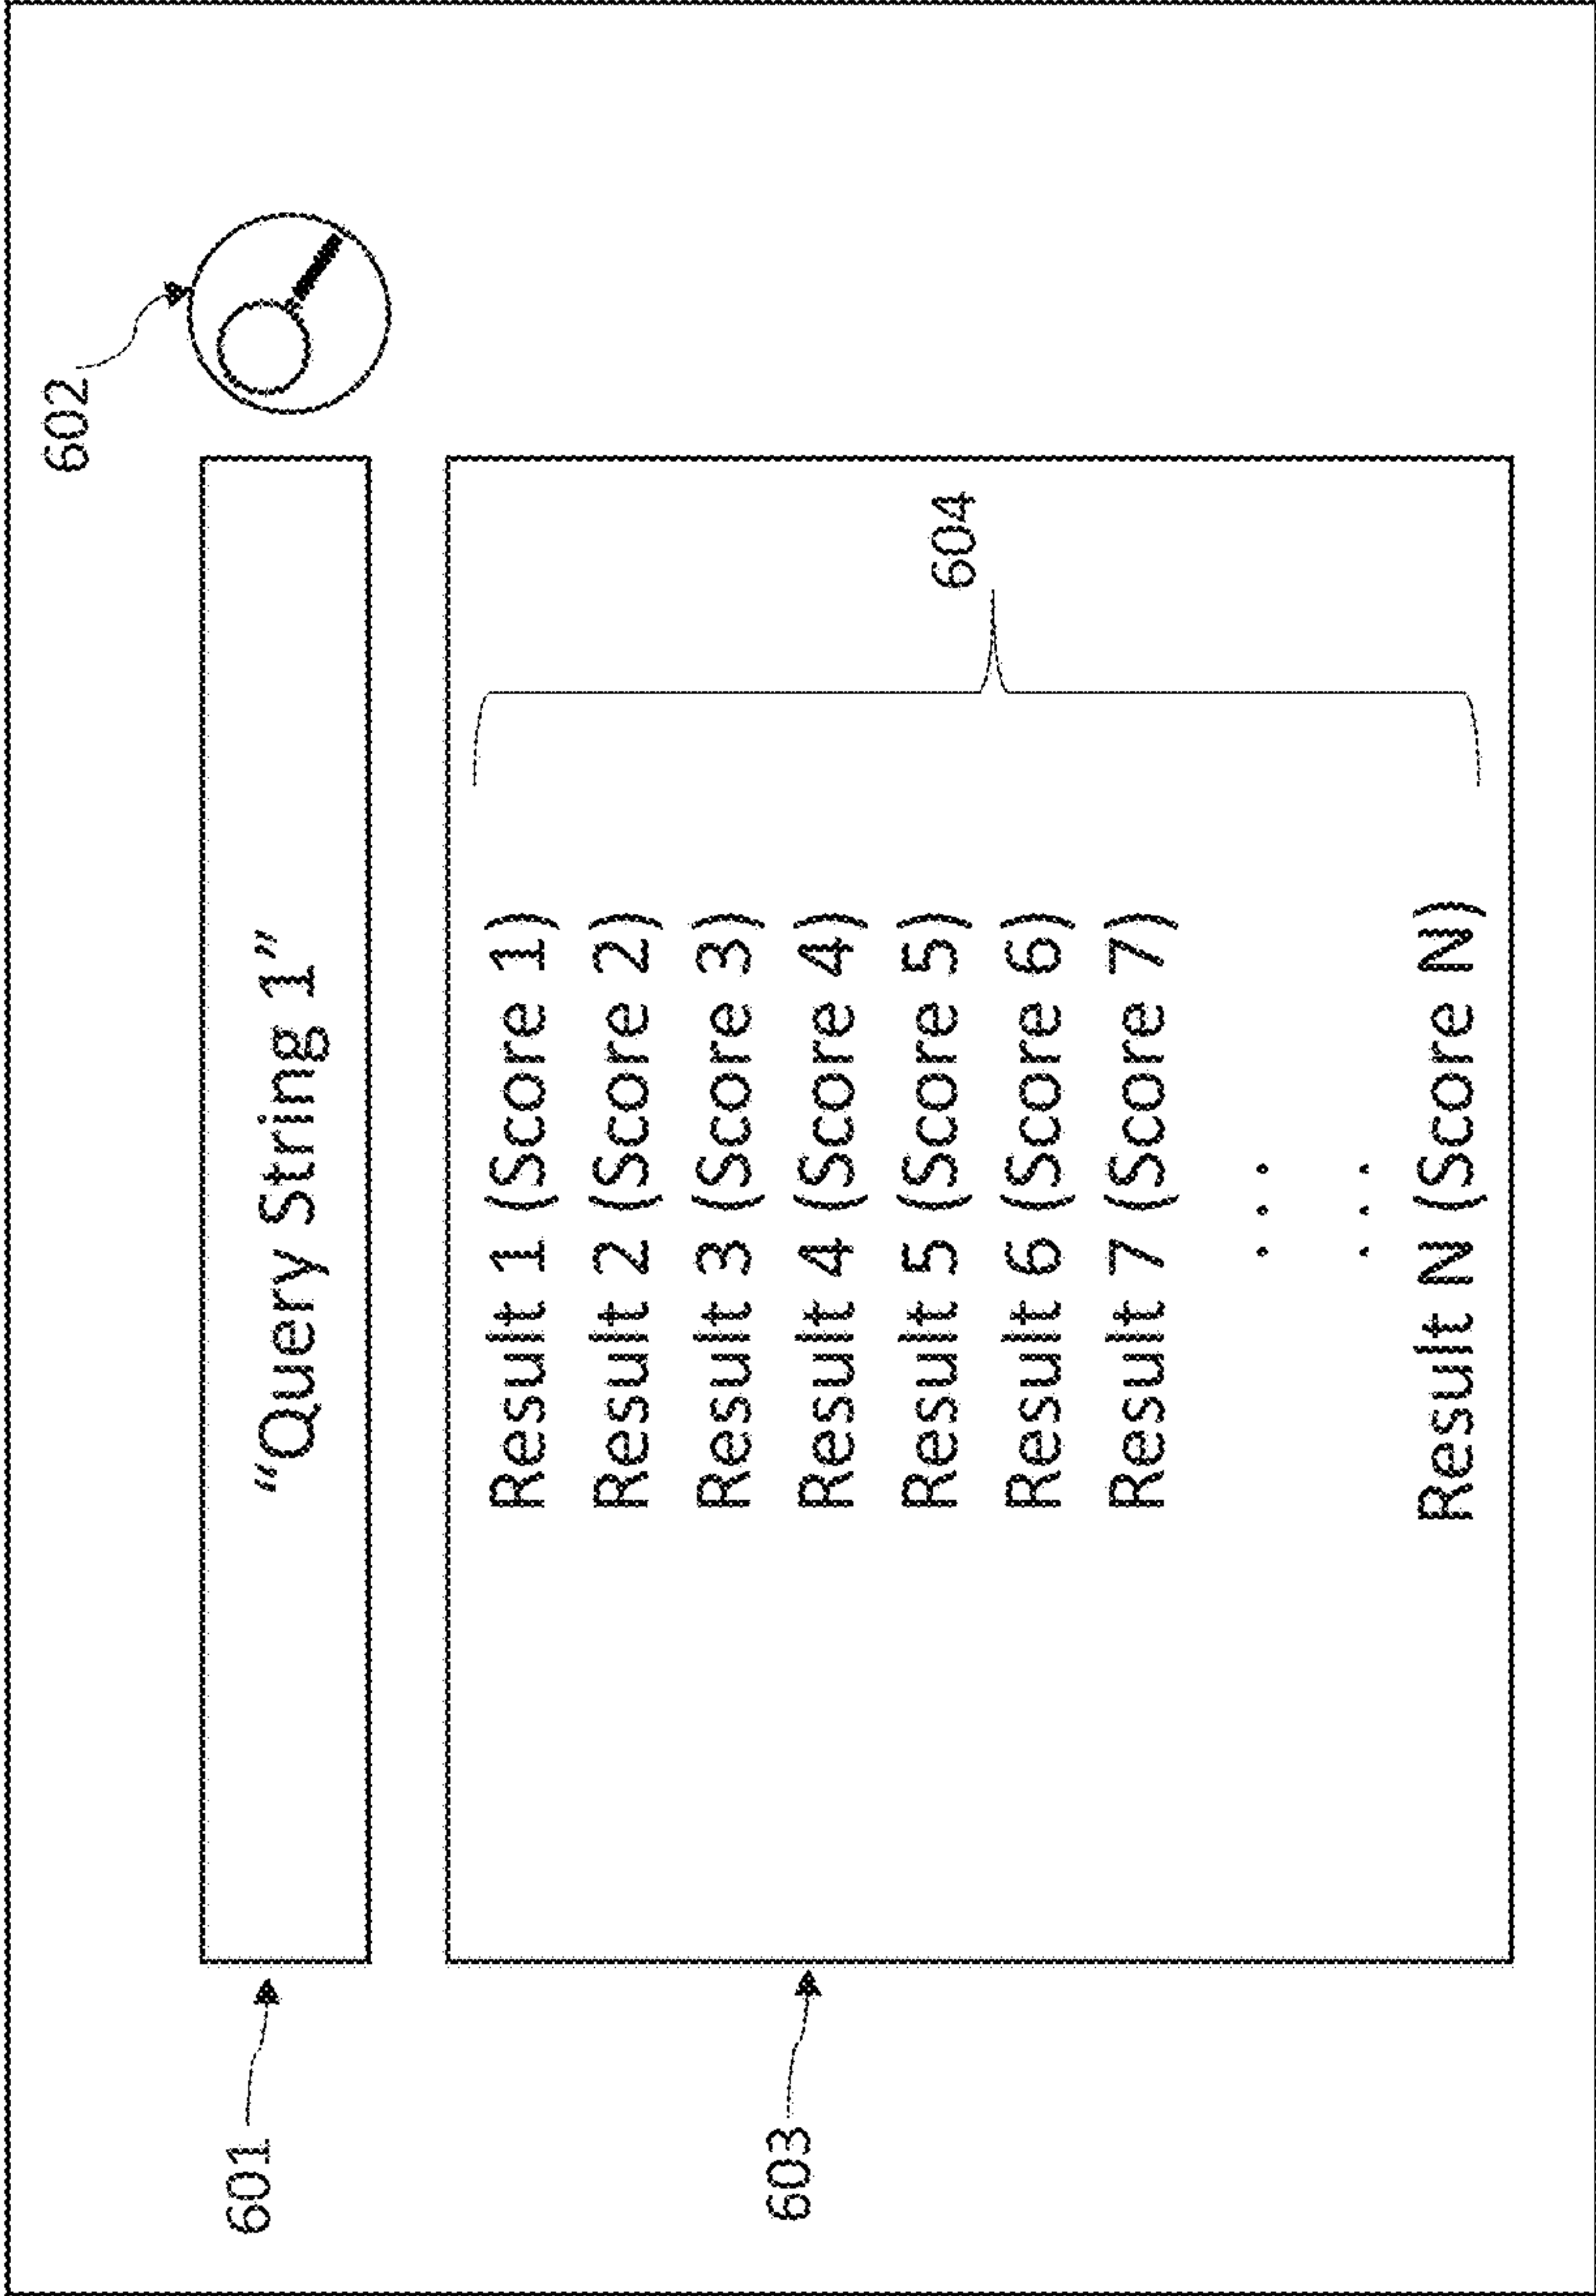 602
601
“Query String 1”
603
Result 1 (Score 1)
Result 2 (Score 2)
Result 3 (Score 3)
Result 4 (Score 4)
Result 5 (Score 5)
604
Result 6 (Score 6)
Result 7 (Score 7)
. . .
. . .
Result N (Score N)